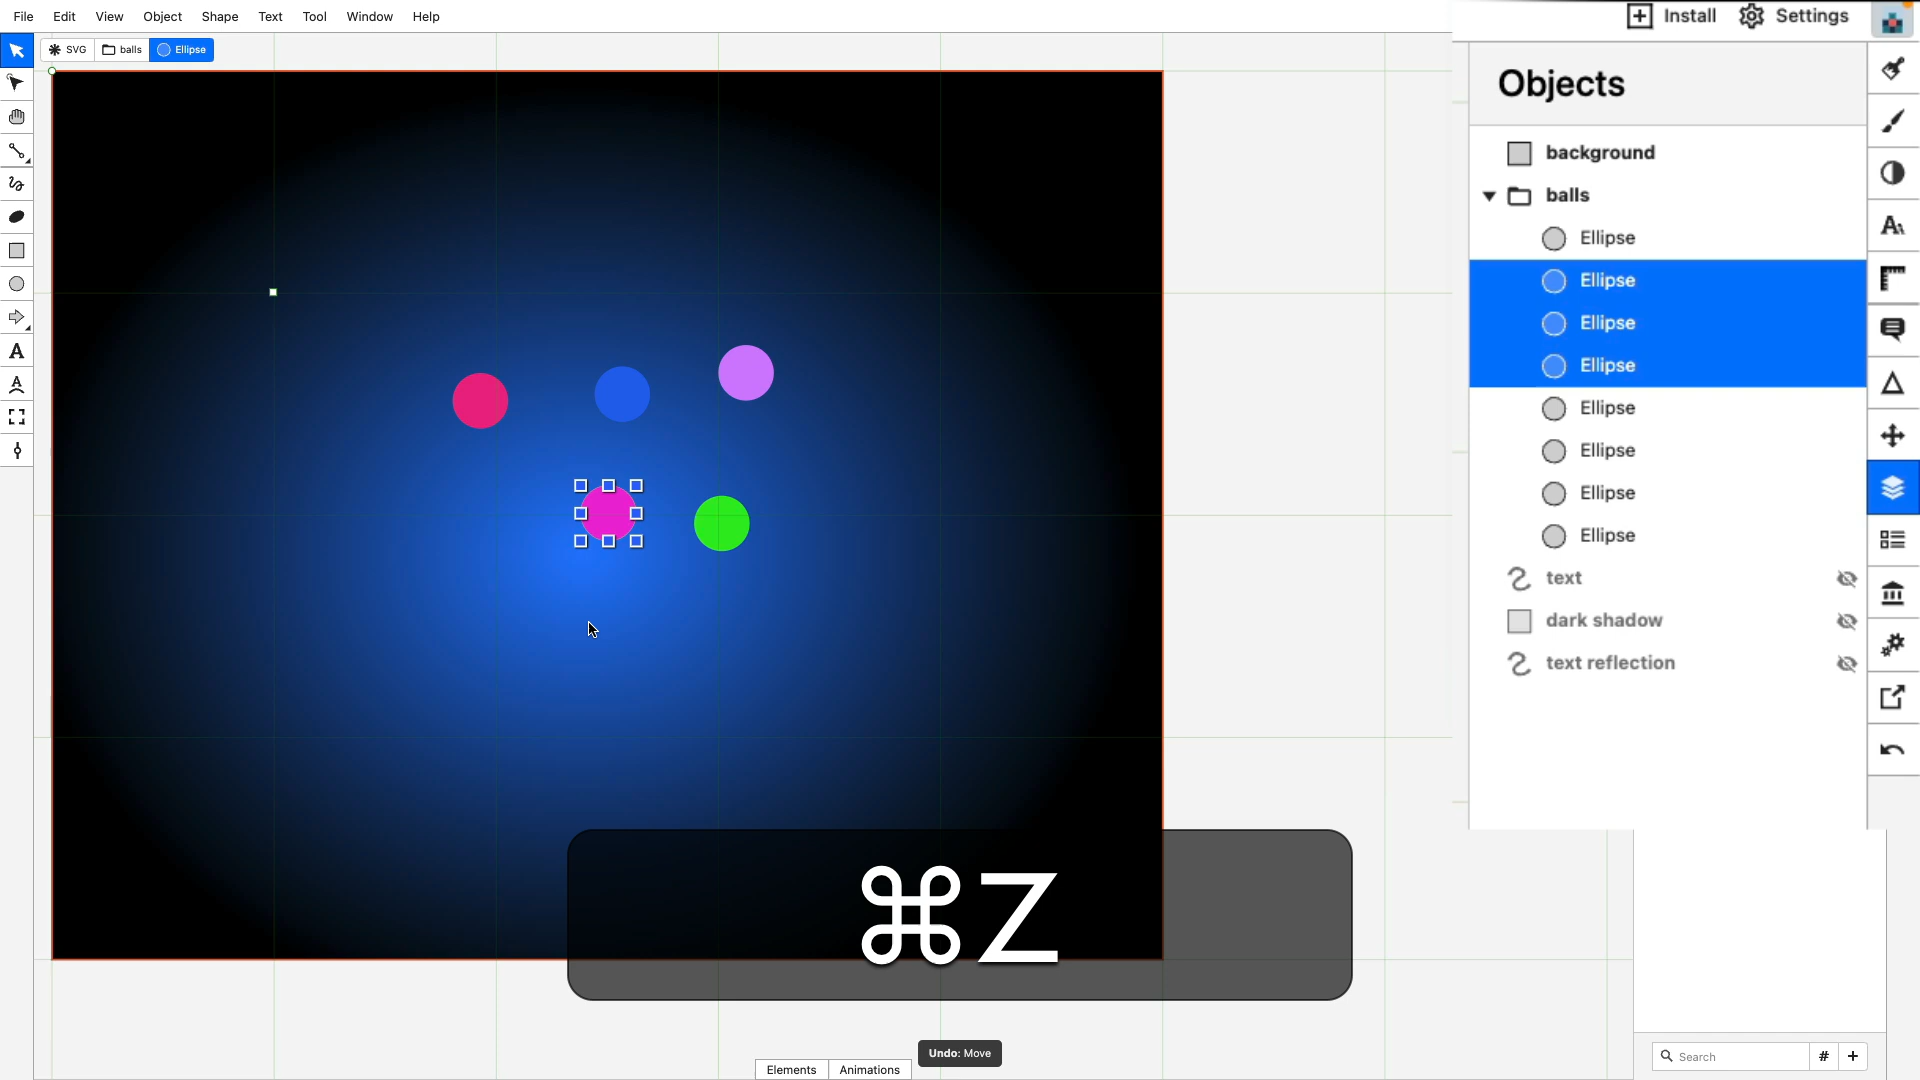 File Edit View Object Shape Text Tool Window Help
Install Settings
SVG balls Ellipse
Objects
background
balls
Ellipse
Ellipse
Ellipse
Ellipse
Ellipse
Ellipse
Ellipse
Ellipse
text
dark shadow
text reflection
⌘Z
Undo: Move
Search # +
Elements Animations